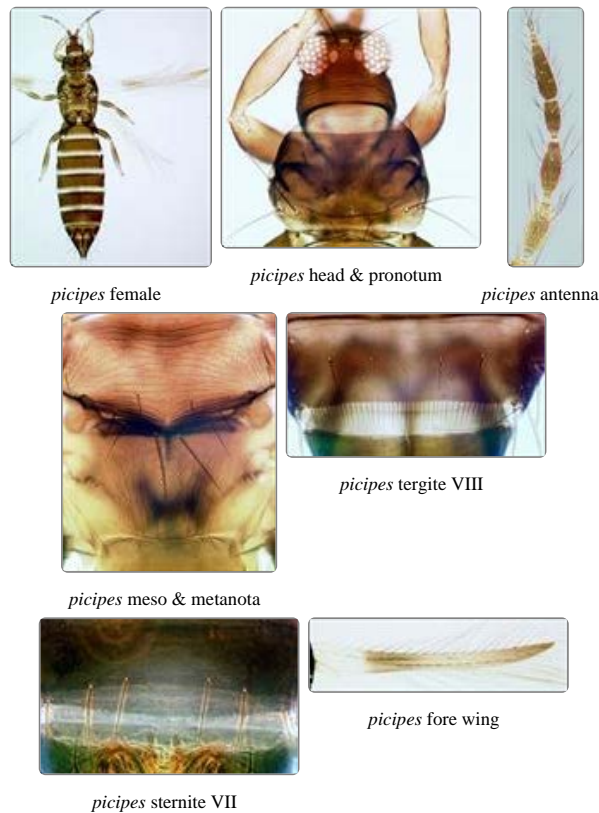 picipes female
picipes head & pronotum
picipes antenna
picipes tergite VIII
picipes meso & metanota
picipes fore wing
picipes sternite VII